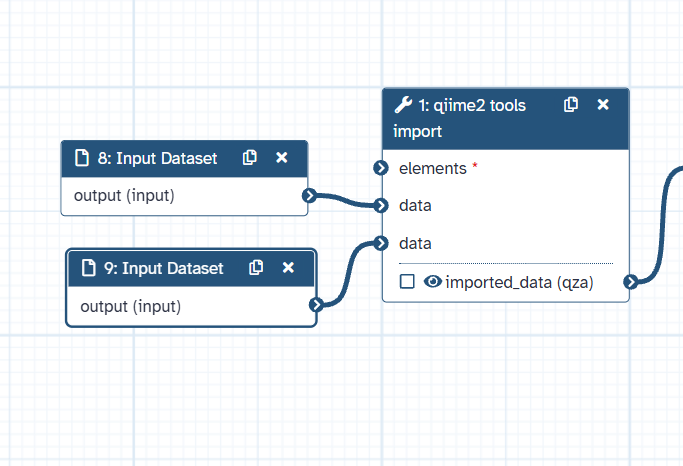 8: Input Dataset
output (input)
9: Input Dataset
output (input)
1: qiime2 tools
import
elements *
data
data
imported_data (qza)